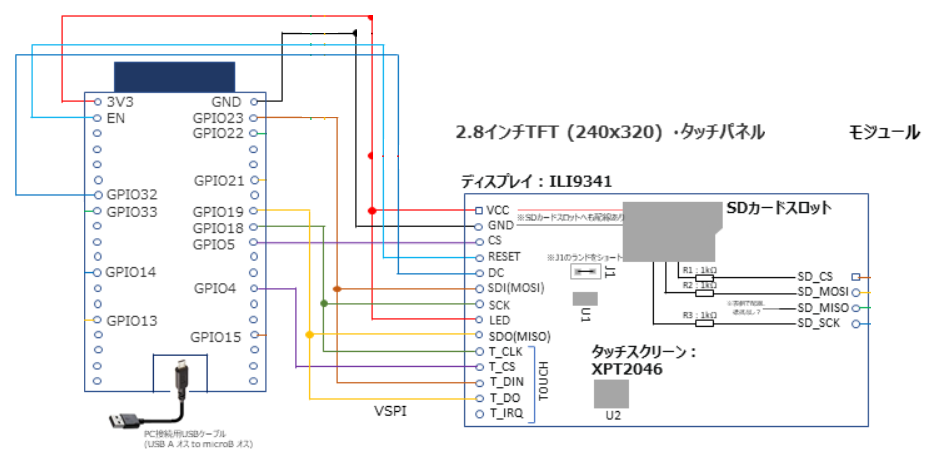 3V3
GND
EN
GPIO23
GPIO22
GPIO21
GPIO32
GPIO33
GPIO19
GPIO18
GPIO5
GPIO14
GPIO4
GPIO13
GPIO15
PC接続用USBケーブル
(USB A オス to microB オス)
VSPI
2.8インチTFT (240x320) ・タッチパネル モジュール
ディスプレイ：ILI9341
VCC
GND
CS
RESET
DC
SDI(MOSI)
SCK
LED
SDO(MISO)
T_CLK
T_CS
T_DIN
T_DO
T_IRQ
TOUCH
※SDカードスロットへも配線あり
※J1のランドをショート
J1
U1
SDカードスロット
R1：1kΩ
R2：1kΩ
R3：1kΩ
SD_CS
SD_MOSI
SD_MISO
SD_SCK
タッチスクリーン：
XPT2046
U2